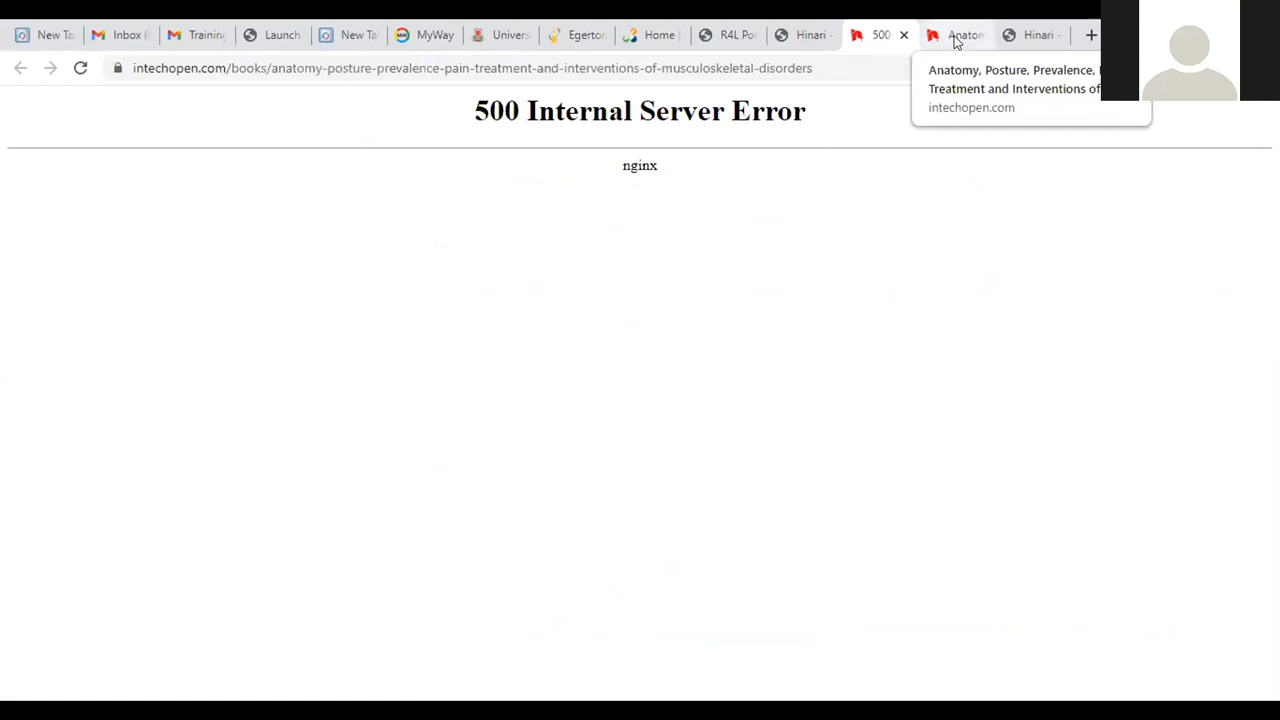 New Ta
Inbox (
Training
Launch
New Ta
MyWay
Univers
Egerton
Home |
R4L Po
Hinari -
500
Anaton
Hinari -
intechopen.com/books/anatomy-posture-prevalence-pain-treatment-and-interventions-of-musculoskeletal-disorders
Anatomy, Posture, Prevalence,
Treatment and Interventions of
intechopen.com
500 Internal Server Error
nginx